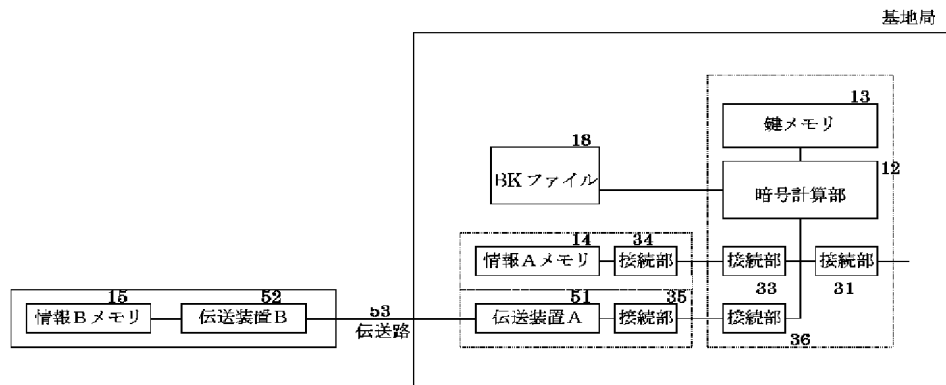 基地局
13
鍵メモリ
18
12
BKファイル
暗号計算部
14
34
情報Aメモリ
接続部
接続部
接続部
33
31
15
52
53
51
35
情報Bメモリ
伝送装置B
伝送路
伝送装置A
接続部
接続部
36